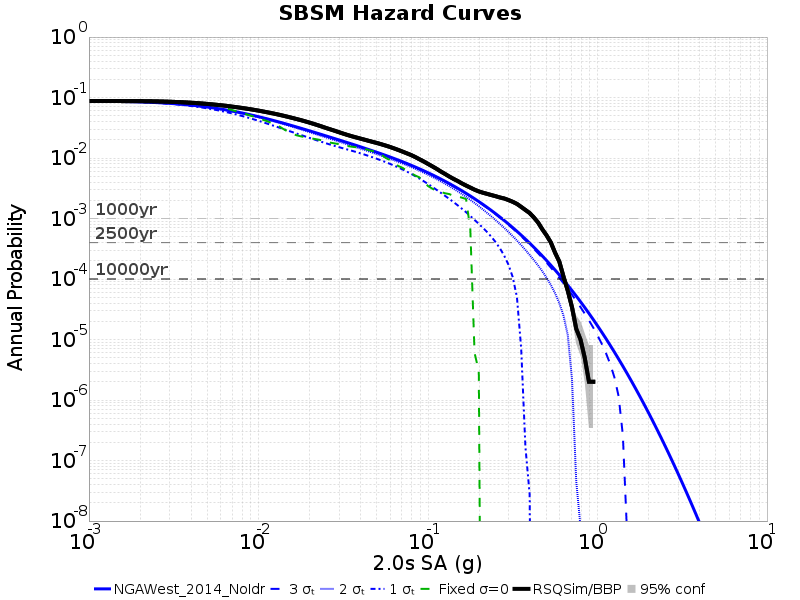 SBSM Hazard Curves
10^0
10^-1
10^-2
10^-3
10^-4
10^-5
10^-6
10^-7
10^-8
Annual Probability
1000yr
2500yr
10000yr
10^-3 10^-2 10^-1 10^0 10^1
2.0s SA (g)
NGAWest_2014_NoIdr 3 σₜ 2 σₜ 1 σₜ Fixed σ=0 RSQSim/BBP 95% conf